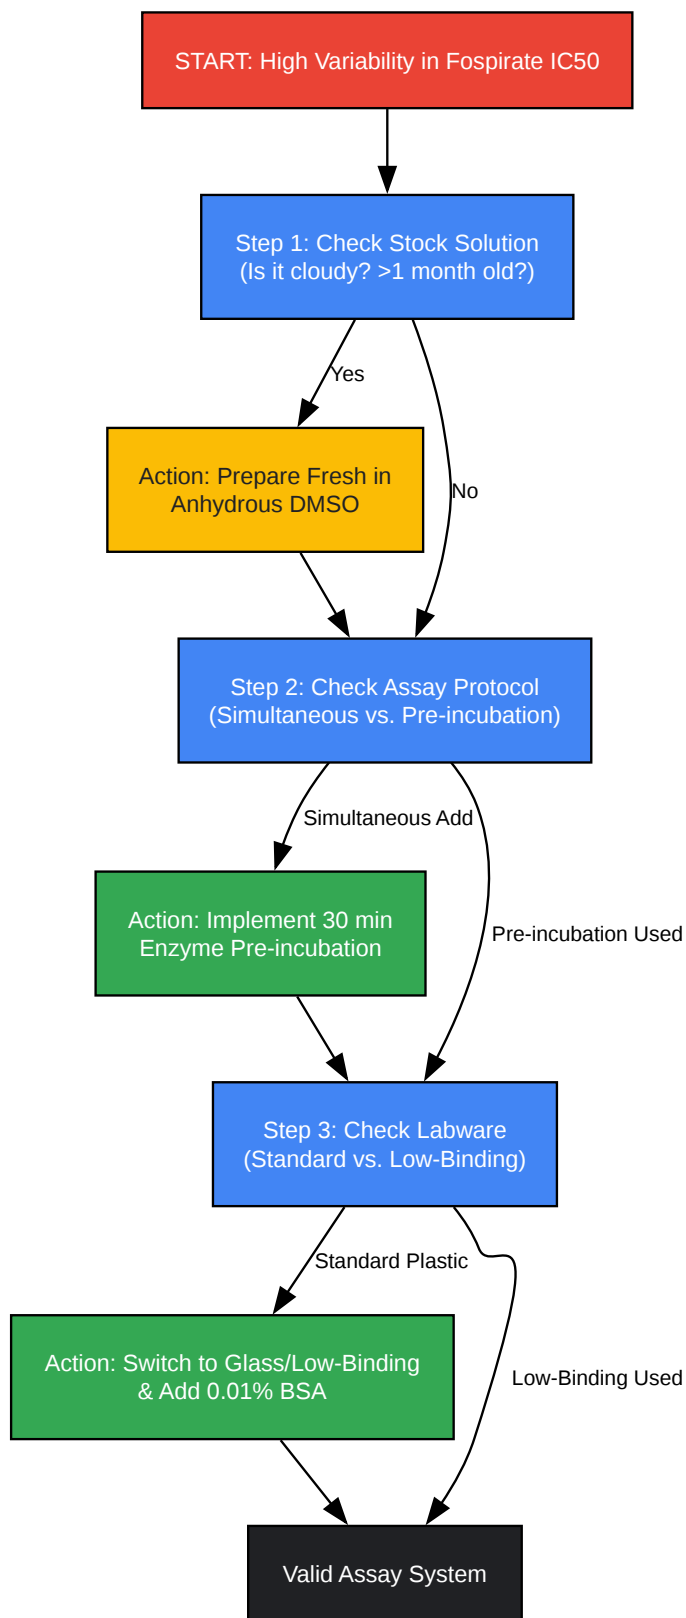 START: High Variability in Fospirate IC50
Step 1: Check Stock Solution
(Is it cloudy? >1 month old?)
Yes
Action: Prepare Fresh in
Anhydrous DMSO
No
Step 2: Check Assay Protocol
(Simultaneous vs. Pre-incubation)
Simultaneous Add
Action: Implement 30 min
Enzyme Pre-incubation
Pre-incubation Used
Step 3: Check Labware
(Standard vs. Low-Binding)
Standard Plastic
Action: Switch to Glass/Low-Binding
& Add 0.01% BSA
Low-Binding Used
Valid Assay System